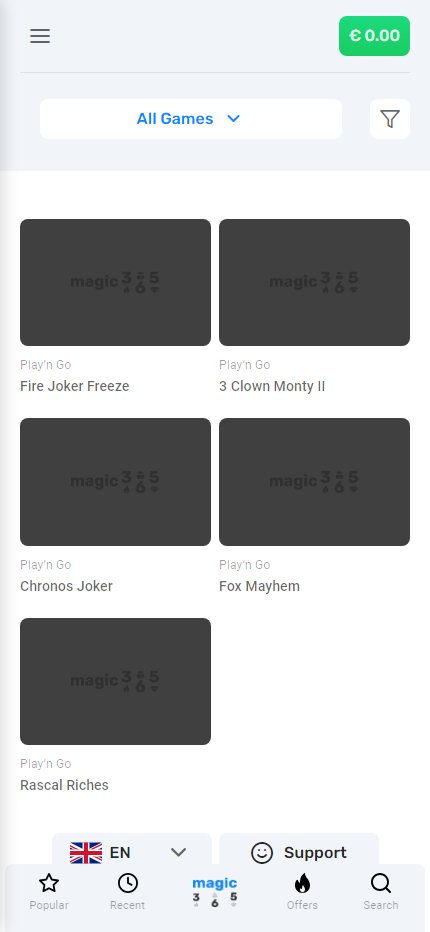 € 0.00
All Games
magic 365
magic 365
Play'n Go
Play'n Go
Fire Joker Freeze
3 Clown Monty II
magic 365
magic 365
Play'n Go
Play'n Go
Chronos Joker
Fox Mayhem
magic 365
Play'n Go
Rascal Riches
EN
Support
magic 365
Popular
Recent
Offers
Search